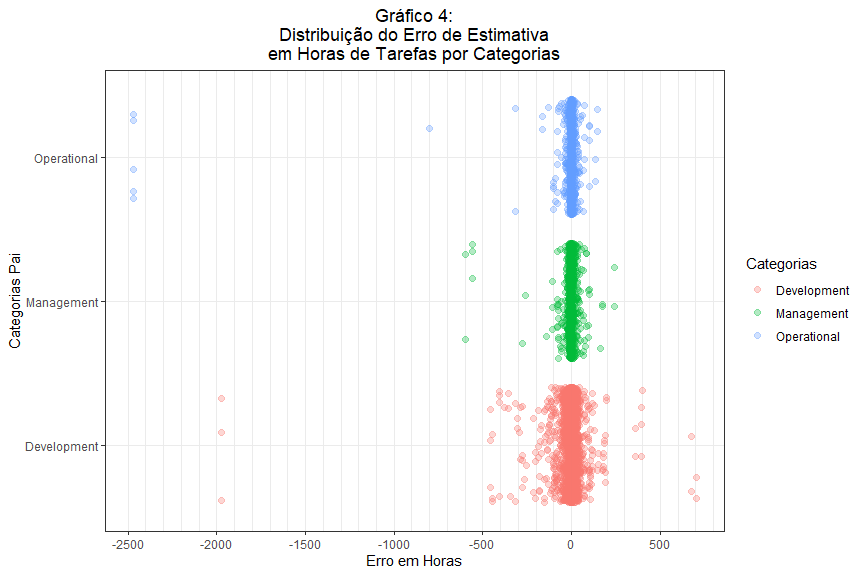 Gráfico 4:
Distribuição do Erro de Estimativa
em Horas de Tarefas por Categorias
Categorias Pai
Operational
Management
Development
-2500 -2000 -1500 -1000 -500 0 500
Erro em Horas
Categorias
Development
Management
Operational